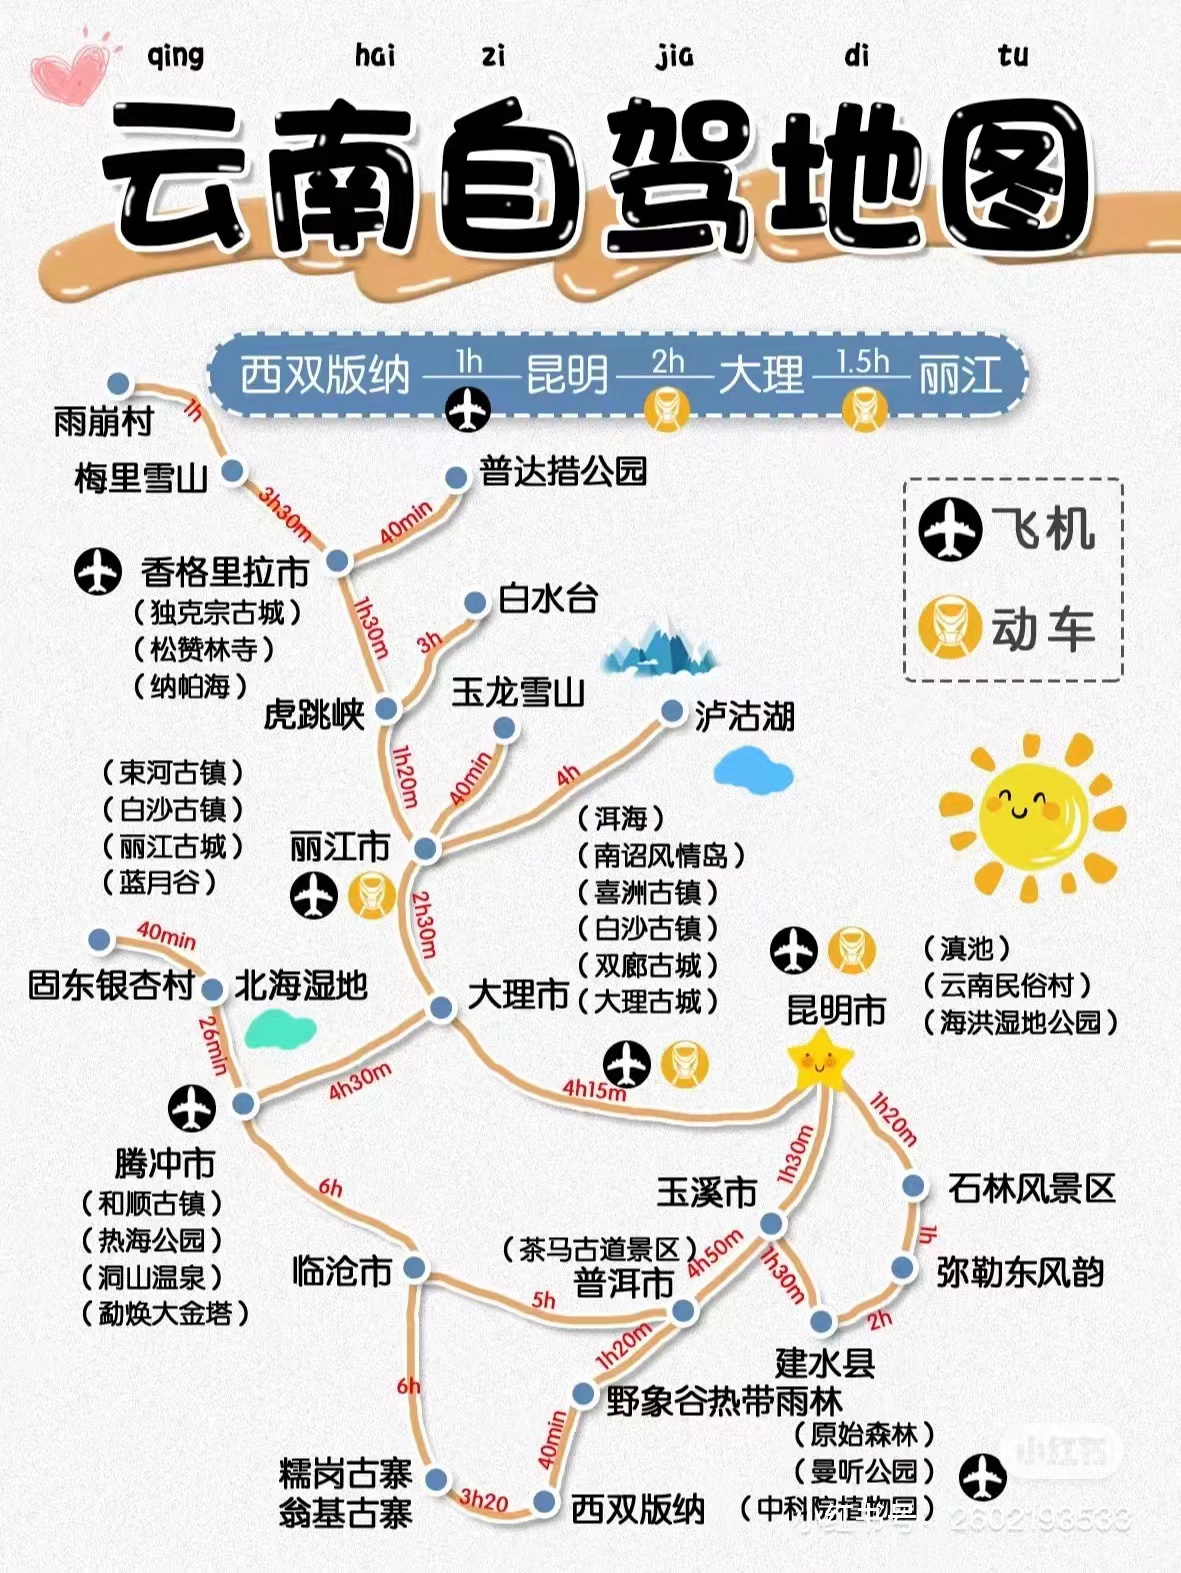 qing hai zi jia di tu
云南自驾地图
西双版纳 1h 昆明 2h 大理 1.5h 丽江
雨崩村
1h
梅里雪山
3h30m
普达措公园
40min
飞机
动车
香格里拉市
（独克宗古城）
（松赞林寺）
（纳帕海）
1h30m
白水台
3h
虎跳峡
玉龙雪山
泸沽湖
1h20m
40min
4h
（束河古镇）
（白沙古镇）
（丽江古城）
（蓝月谷）
丽江市
2h30m
（洱海）
（南诏风情岛）
（喜洲古镇）
（白沙古镇）
（双廊古城）
（大理古城）
大理市
40min
固东银杏村
北海湿地
26min
4h30m
4h15m
昆明市
（滇池）
（云南民俗村）
（海洪湿地公园）
腾冲市
（和顺古镇）
（热海公园）
（洞山温泉）
（勐焕大金塔）
6h
1h30m
1h20m
玉溪市
石林风景区
1h
弥勒东风韵
2h
1h30m
建水县
（茶马古道景区）
普洱市
4h50m
临沧市
5h
1h20m
野象谷热带雨林
（原始森林）
（曼听公园）
（中科院植物园）
6h
40min
糯岗古寨
翁基古寨
3h20
西双版纳
小红书
小红书号：2602193533